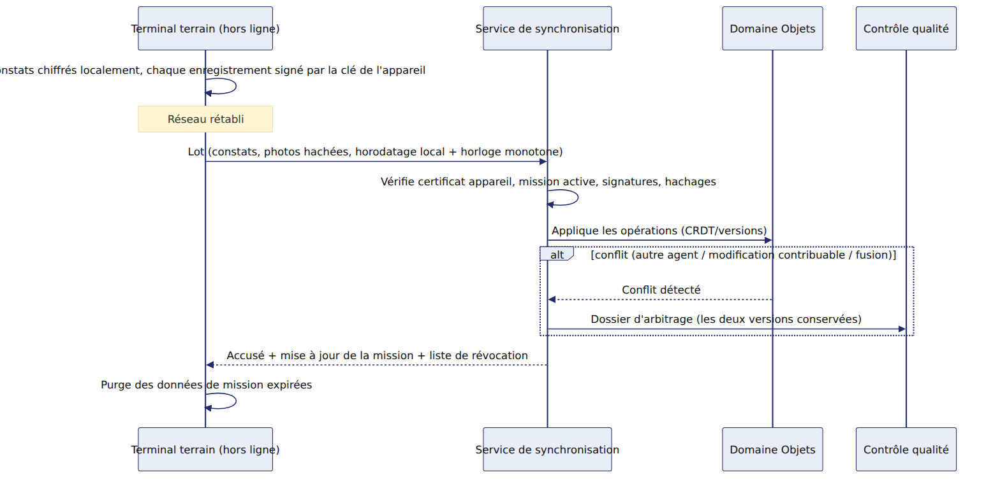 Terminal terrain (hors ligne)
Service de synchronisation
Domaine Objets
Contrôle qualité
chiffrés localement, chaque enregistrement signé par la clé de l'appareil
Réseau rétabli
Lot (constats, photos hachées, horodatage local + horloge monotone)
Vérifie certificat appareil, mission active, signatures, hachages
Applique les opérations (CRDT/versions)
alt
[conflit (autre agent / modification contribuable / fusion)]
Conflit détecté
Dossier d'arbitrage (les deux versions conservées)
Accusé + mise à jour de la mission + liste de révocation
Purge des données de mission expirées
Terminal terrain (hors ligne)
Service de synchronisation
Domaine Objets
Contrôle qualité